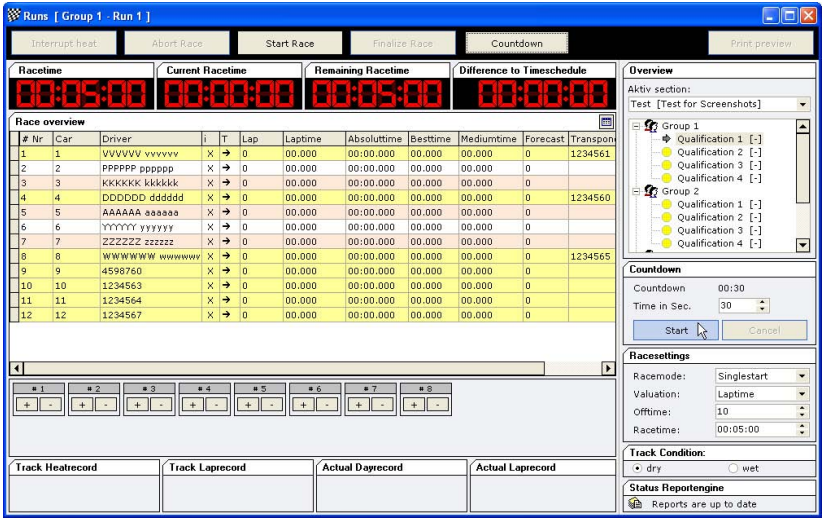 Runs [ Group 1 - Run 1 ]
Interrupt heat Abort Race Start Race Finalize Race Countdown Print preview
Racetime Current Racetime Remaining Racetime Difference to Timeschedule
00:05:00 00:00:00 00:05:00 00:00:00
Race overview
# Nr Car Driver i T Lap Laptime Absoluttime Besttime Mediumtime Forecast Transpon
1 1 VVVVVV vvvvvv X → 0 00.000 00:00.000 00.000 00.000 0 1234561
2 2 PPPPPP pppppp X → 0 00.000 00:00.000 00.000 00.000 0
3 3 KKKKKK kkkkkk X → 0 00.000 00:00.000 00.000 00.000 0
4 4 DDDDDD dddddd X → 0 00.000 00:00.000 00.000 00.000 0 1234560
5 5 AAAAAA aaaaaa X → 0 00.000 00:00.000 00.000 00.000 0
6 6 YYYYYY yyyyyy X → 0 00.000 00:00.000 00.000 00.000 0
7 7 ZZZZZZ zzzzzz X → 0 00.000 00:00.000 00.000 00.000 0
8 8 WWWWWW wwwwww X → 0 00.000 00:00.000 00.000 00.000 0 1234565
9 9 4598760 X → 0 00.000 00:00.000 00.000 00.000 0
10 10 1234563 X → 0 00.000 00:00.000 00.000 00.000 0
11 11 1234564 X → 0 00.000 00:00.000 00.000 00.000 0
12 12 1234567 X → 0 00.000 00:00.000 00.000 00.000 0
# 1 # 2 # 3 # 4 # 5 # 6 # 7 # 8
+ - + - + - + - + - + - + - + -
Track Heatrecord Track Laprecord Actual Dayrecord Actual Laprecord
Overview
Aktiv section:
Test [Test for Screenshots]
Group 1
Qualification 1 [-]
Qualification 2 [-]
Qualification 3 [-]
Qualification 4 [-]
Group 2
Qualification 1 [-]
Qualification 2 [-]
Qualification 3 [-]
Qualification 4 [-]
Countdown
Countdown 00:30
Time in Sec. 30
Start Cancel
Racesettings
Racemode: Singlestart
Valuation: Laptime
Offtime: 10
Racetime: 00:05:00
Track Condition:
dry wet
Status Reportengine
Reports are up to date